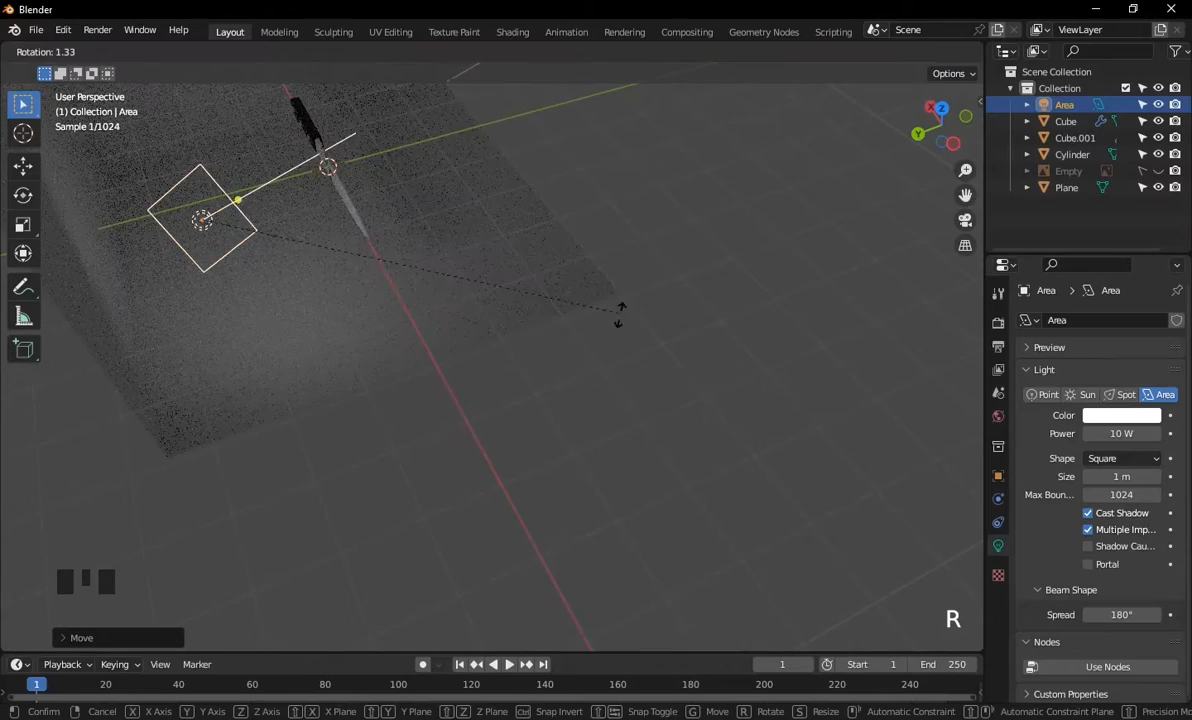 Blender
File Edit Render Window Help
Layout Modeling Sculpting UV Editing Texture Paint Shading Animation Rendering Compositing Geometry Nodes Scripting
Scene
ViewLayer
Rotation: 1.33
Options
User Perspective
(1) Collection | Area
Sample 1/1024
X
Z
Y
Scene Collection
Collection
Area
Cube
Cube.001
Cylinder
Empty
Plane
Area Area
Area
Preview
Light
Point Sun Spot Area
Color
Power 10 W
Shape Square
Size 1 m
Max Boun... 1024
Cast Shadow
Multiple Imp...
Shadow Cau...
Portal
Beam Shape
Spread 180°
Nodes
Use Nodes
Custom Properties
R
Move
Playback Keying View Marker
1
Start 1
End 250
1 20 40 60 80 100 120 140 160 180 200 220 240
Confirm Cancel X X Axis Y Y Axis Z Z Axis X X Plane Y Y Plane Z Z Plane Ctrl Snap Invert Snap Toggle G Move R Rotate S Resize Automatic Constraint Automatic Constraint Plane Precision Mo